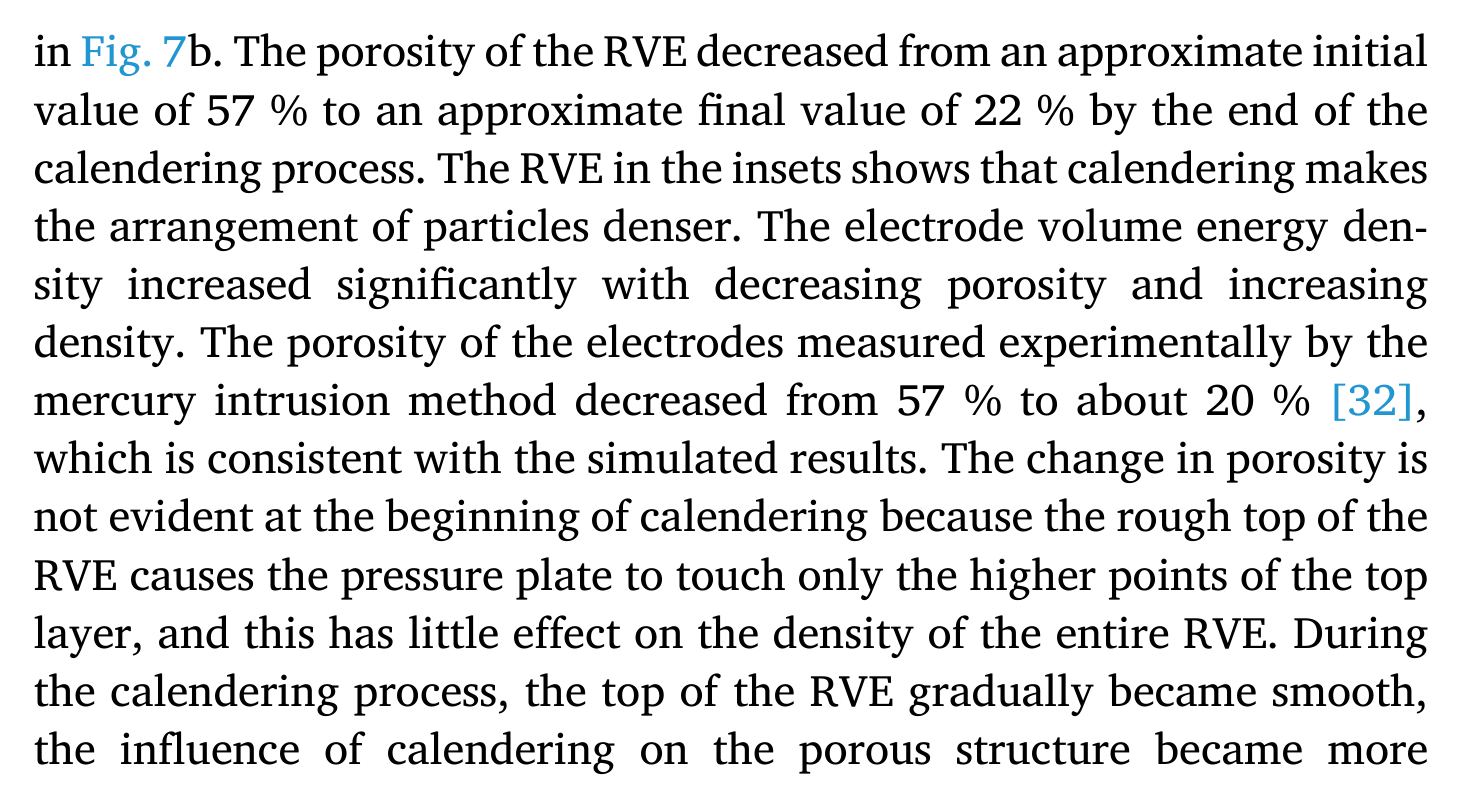 in Fig. 7b. The porosity of the RVE decreased from an approximate initial
value of 57 % to an approximate final value of 22 % by the end of the
calendering process. The RVE in the insets shows that calendering makes
the arrangement of particles denser. The electrode volume energy den-
sity increased significantly with decreasing porosity and increasing
density. The porosity of the electrodes measured experimentally by the
mercury intrusion method decreased from 57 % to about 20 % [32],
which is consistent with the simulated results. The change in porosity is
not evident at the beginning of calendering because the rough top of the
RVE causes the pressure plate to touch only the higher points of the top
layer, and this has little effect on the density of the entire RVE. During
the calendering process, the top of the RVE gradually became smooth,
the influence of calendering on the porous structure became more